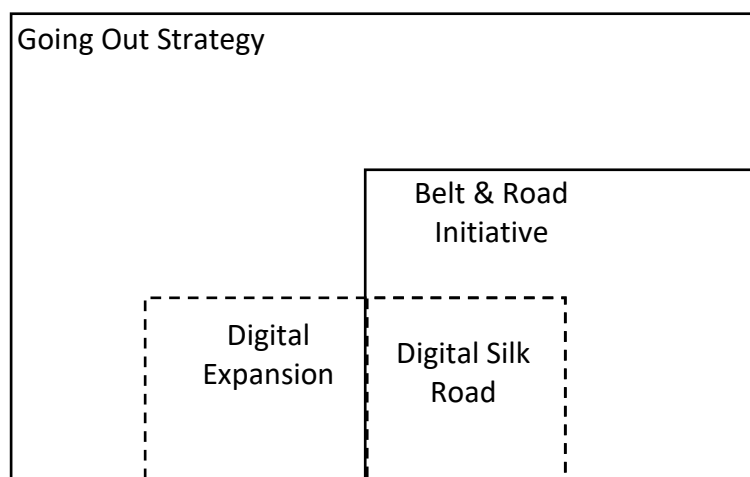 Going Out Strategy
Belt & Road
Initiative
Digital
Expansion
Digital Silk
Road